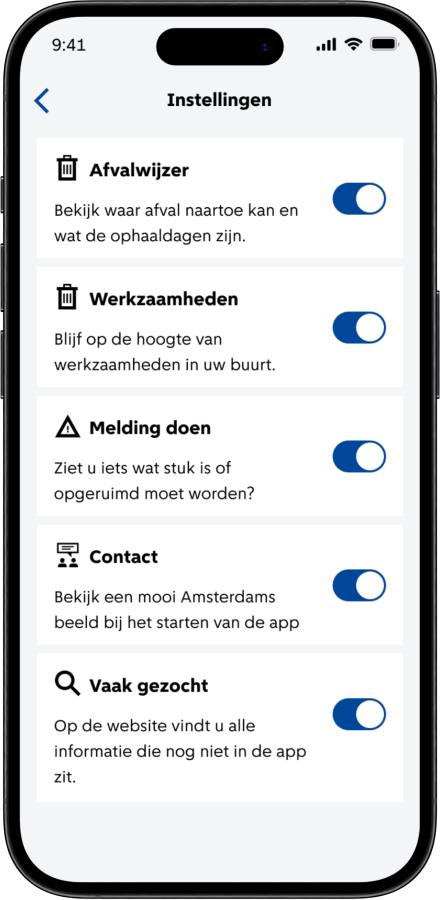 9:41
Instellingen
Afvalwijzer
Bekijk waar afval naartoe kan en
wat de ophaaldagen zijn.
Werkzaamheden
Blijf op de hoogte van
werkzaamheden in uw buurt.
Melding doen
Ziet u iets wat stuk is of
opgeruimd moet worden?
Contact
Bekijk een mooi Amsterdams
beeld bij het starten van de app
Vaak gezocht
Op de website vindt u alle
informatie die nog niet in de app
zit.